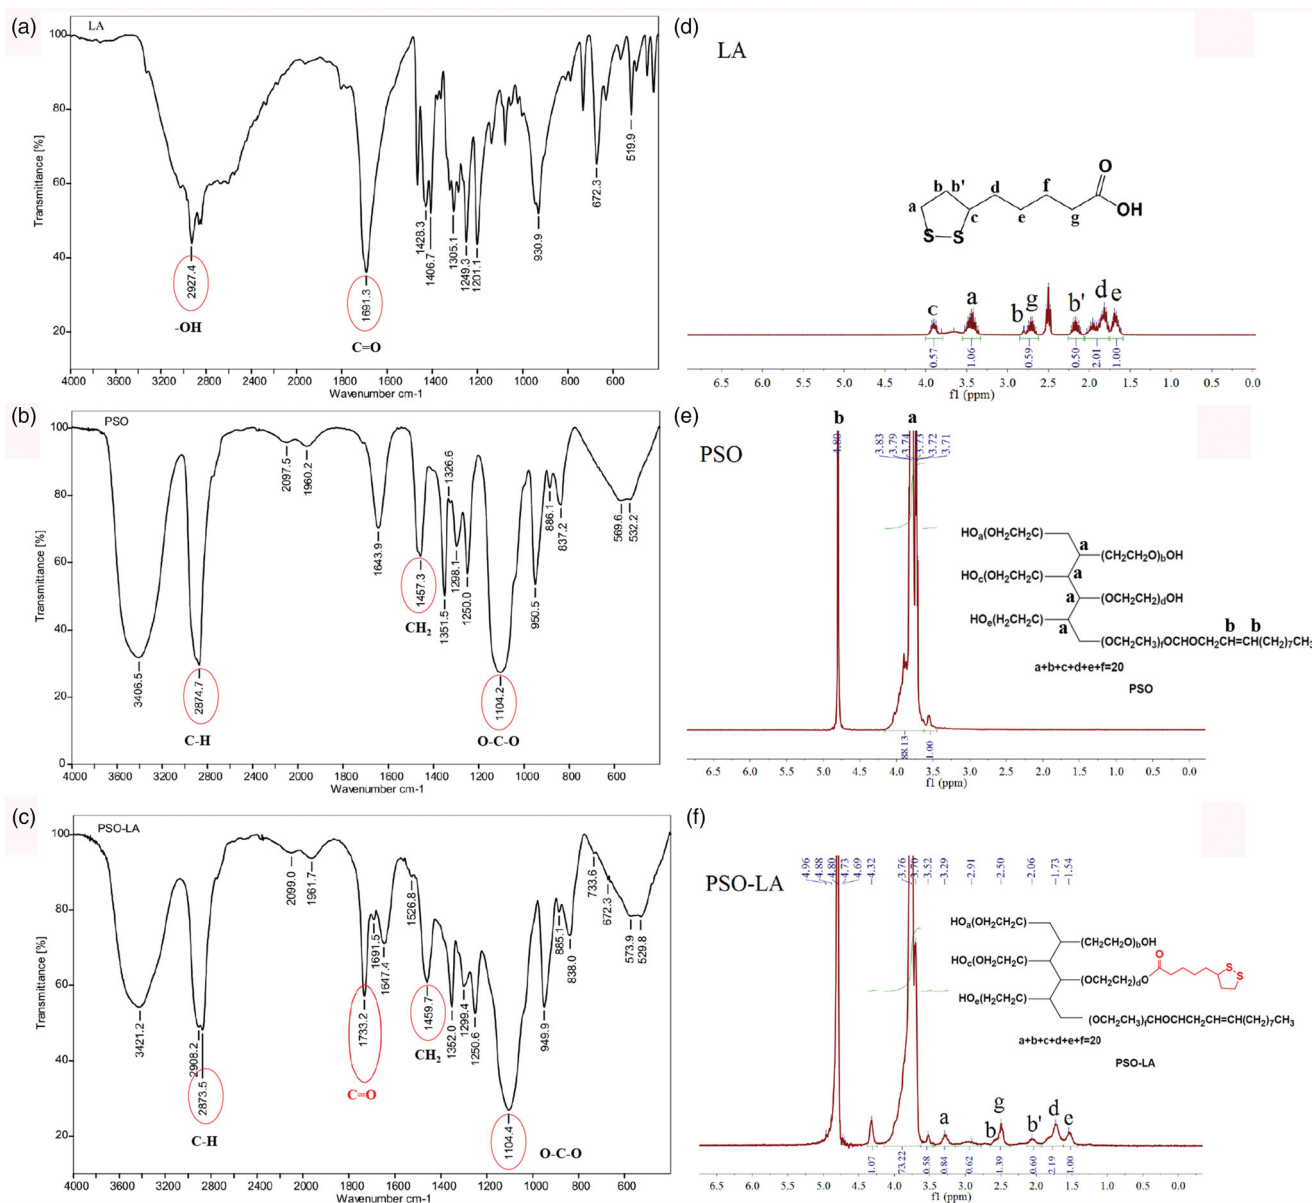 (a)
LA
100
80
60
40
20
Transmittance [%]
2927.4
-OH
1691.3
C=O
1428.3
1406.7
1305.1
1249.3
1201.1
930.9
672.3
519.9
4000 3600 3200 2800 2400 2000 1600 1200 800
Wavenumber cm-1
(d)
LA
b b' d f O
a c e g OH
S S
c a b g b' d e
0.57 1.06 0.59 0.50 2.01 1.00
6.5 6.0 5.5 5.0 4.5 4.0 3.5 3.0 2.5 2.0 1.5 1.0 0.5 0.0
f1 (ppm)
(b)
PSO
100
80
60
40
20
0
Transmittance [%]
3406.5
2874.7
C-H
2097.5
1960.2
1643.9
1457.3
CH2
1351.5
1326.6
1298.1
1250.0
1104.2
O-C-O
950.5
886.1
837.2
569.6
532.2
4000 3600 3200 2800 2400 2000 1600 1200 800
Wavenumber cm-1
(e)
PSO
b a
4.80
3.83
3.79
3.74
3.73
3.72
3.71
HOa(OH2CH2C)
a (CH2CH2O)bOH
HOc(OH2CH2C) a
a (OCH2CH2)dOH
HOe(H2CH2C) a b b
(OCH2CH3)fOCHOCH2CH=CH(CH2)7CH3
a+b+c+d+e+f=20
PSO
88.13 1.00
6.5 6.0 5.5 5.0 4.5 4.0 3.5 3.0 2.5 2.0 1.5 1.0 0.5 0.0
f1 (ppm)
(c)
PSO-LA
100
80
60
40
20
Transmittance [%]
3421.2
2908.2
2873.5
C-H
2099.0
1961.7
1733.2
C=O
1691.5
1647.4
1526.8
1459.7
CH2
1352.0
1299.4
1250.6
1104.4
O-C-O
949.9
885.1
838.0
733.6
672.3
573.9
529.8
4000 3600 3200 2800 2400 2000 1600 1200 800
Wavenumber cm-1
(f)
PSO-LA
4.96
4.88
4.80
4.73
4.69
4.32
3.76
3.70
3.52
3.29
2.91
2.50
2.06
1.73
1.54
HOa(OH2CH2C)
(CH2CH2O)bOH
HOc(OH2CH2C)
(OCH2CH2)dO O S S
HOe(H2CH2C)
a+b+c+d+e+f=20
PSO-LA
a b g b' d e
1.07 73.22 0.58 0.84 0.62 1.39 0.60 2.19 1.00
6.5 6.0 5.5 5.0 4.5 4.0 3.5 3.0 2.5 2.0 1.5 1.0 0.5 0.0
f1 (ppm)